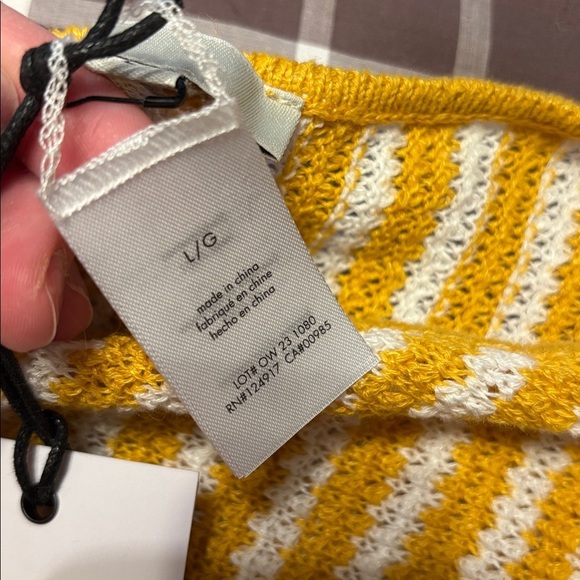 L/G
made in china
fabriqué en chine
hecho en china
LOT# OW 23 1080
RN#124917 CA#00985